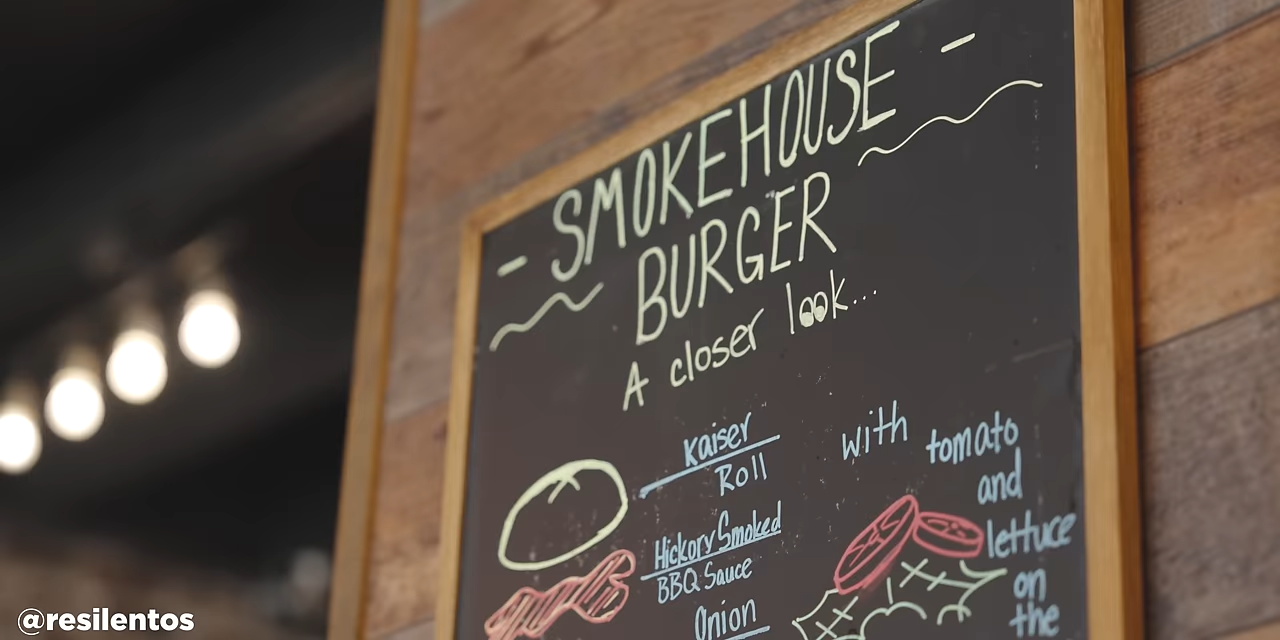 - SMOKEHOUSE -
BURGER
A closer look...
Kaiser
Roll
Hickory Smoked
BBQ Sauce
Onion
with tomato
and
lettuce
on
the
@resilentos